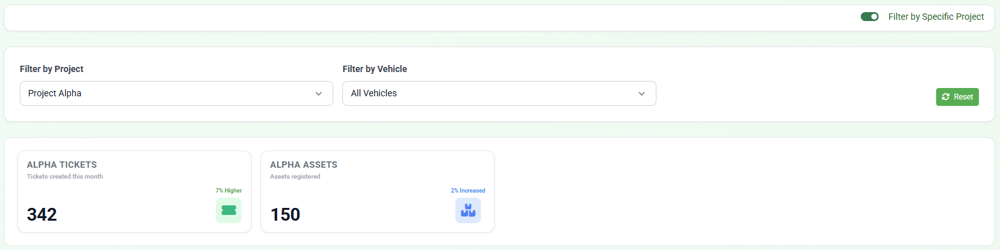 Filter by Specific Project
Filter by Project
Filter by Vehicle
Project Alpha
All Vehicles
Reset
ALPHA TICKETS
Tickets created this month
7% Higher
342
ALPHA ASSETS
Assets registered
2% Increased
150